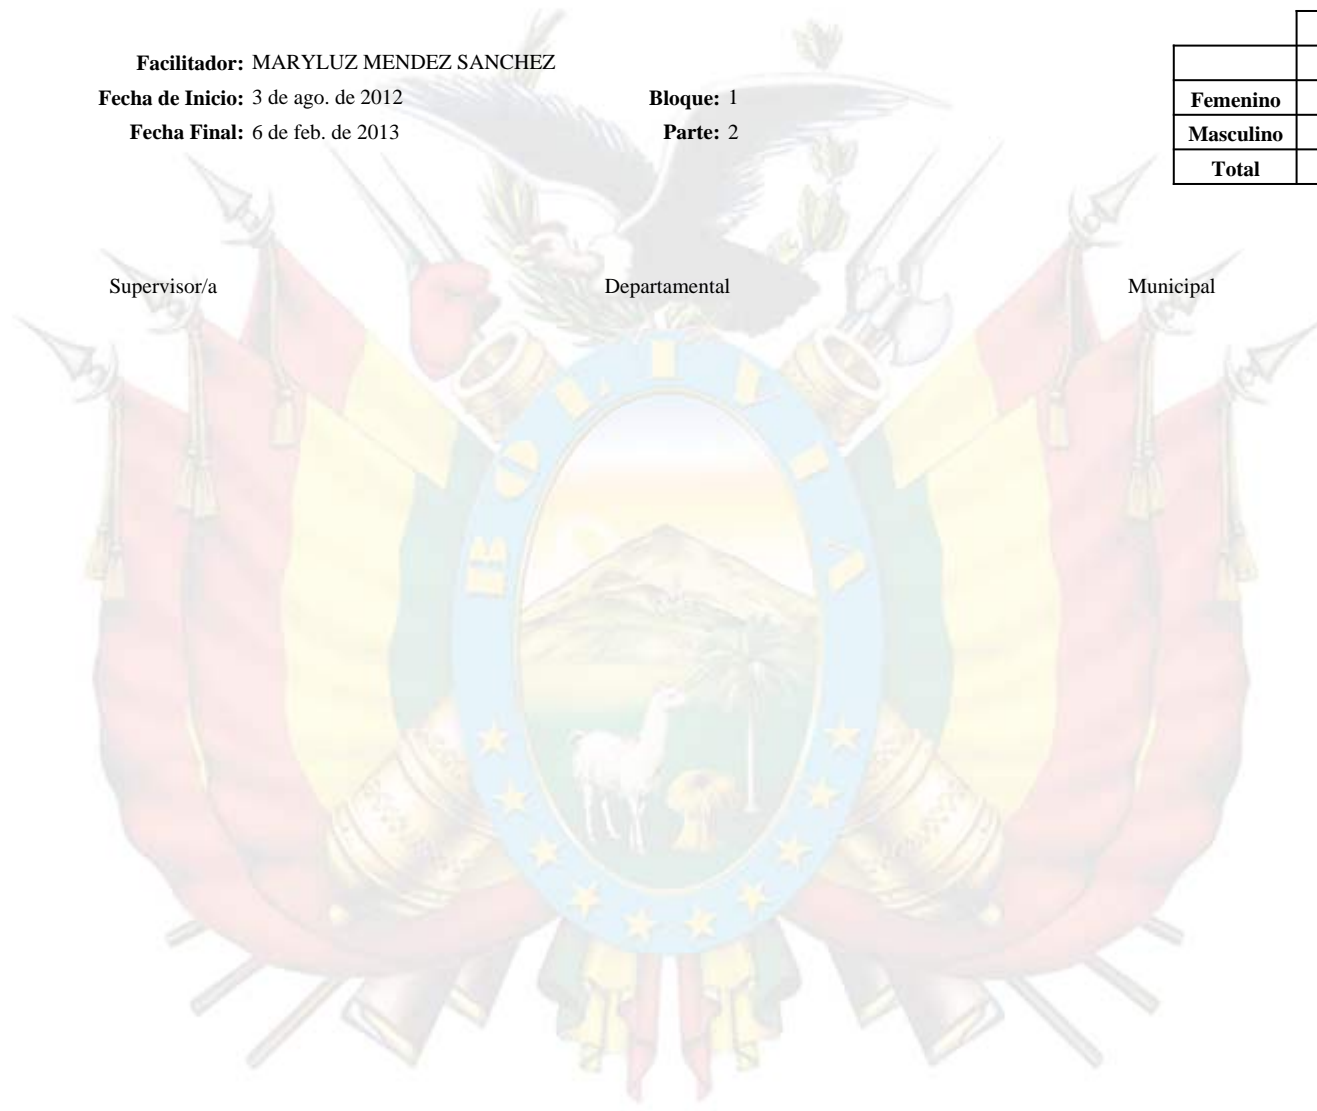 Facilitador: MARYLUZ MENDEZ SANCHEZ
Fecha de Inicio: 3 de ago. de 2012 Bloque: 1
Fecha Final: 6 de feb. de 2013 Parte: 2
Femenino
Masculino
Total
Supervisor/a Departamental Municipal
BOLIVIA